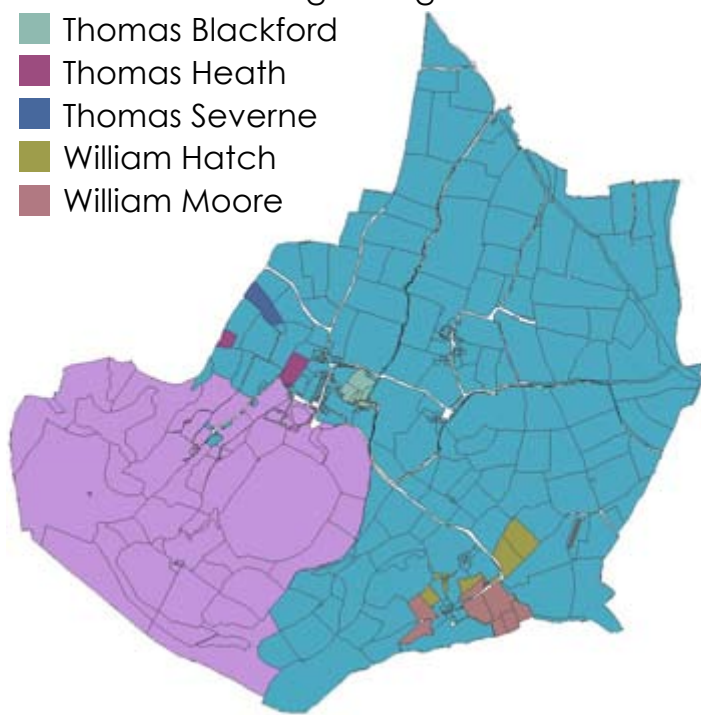 Thomas Blackford
Thomas Heath
Thomas Severne
William Hatch
William Moore